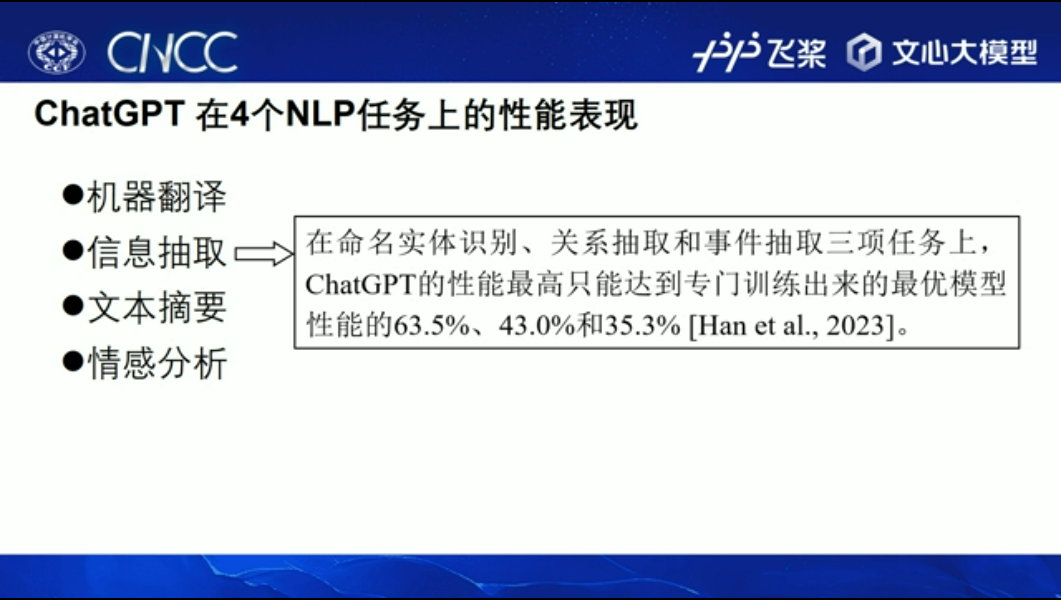 CNCC
飞桨
文心大模型
ChatGPT 在4个NLP任务上的性能表现
●机器翻译
●信息抽取
在命名实体识别、关系抽取和事件抽取三项任务上，
ChatGPT的性能最高只能达到专门训练出来的最优模型
性能的63.5%、43.0%和35.3% [Han et al., 2023]。
●文本摘要
●情感分析